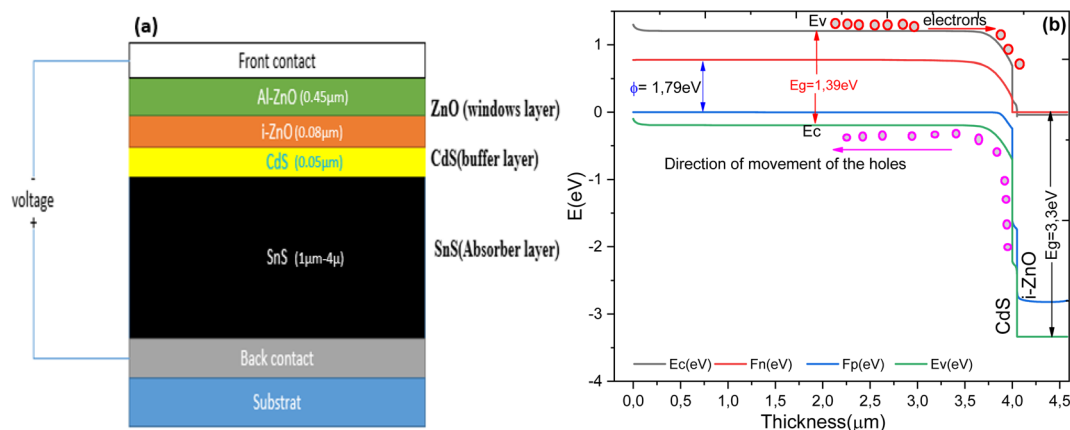 (a)
Front contact
Al-ZnO (0.45µm)
i-ZnO (0.08µm)
CdS (0.05µm)
SnS (1µm-4µ)
Back contact
Substrat
-
voltage
+
ZnO (windows layer)
CdS(buffer layer)
SnS(Absorber layer)
(b)
Ev
electrons
ϕ= 1,79eV
Eg=1,39eV
Ec
Direction of movement of the holes
Eg=3,3eV
CdS
i-ZnO
E(eV)
1
0
-1
-2
-3
-4
Ec(eV) Fn(eV) Fp(eV) Ev(eV)
0,0 0,5 1,0 1,5 2,0 2,5 3,0 3,5 4,0 4,5
Thickness(µm)